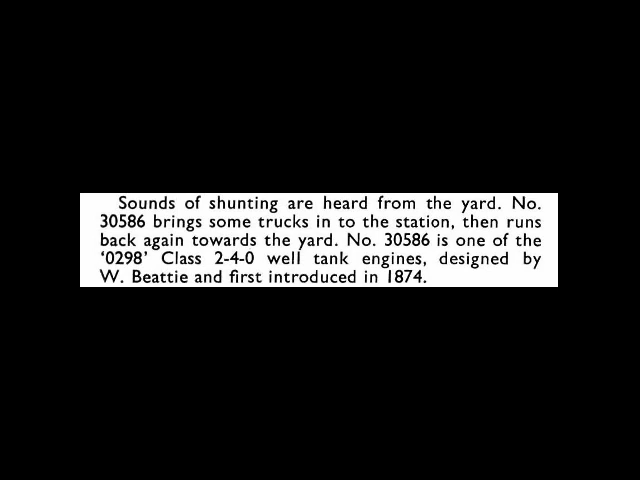 Sounds of shunting are heard from the yard. No.
30586 brings some trucks in to the station, then runs
back again towards the yard. No. 30586 is one of the
‘0298’ Class 2-4-0 well tank engines, designed by
W. Beattie and first introduced in 1874.